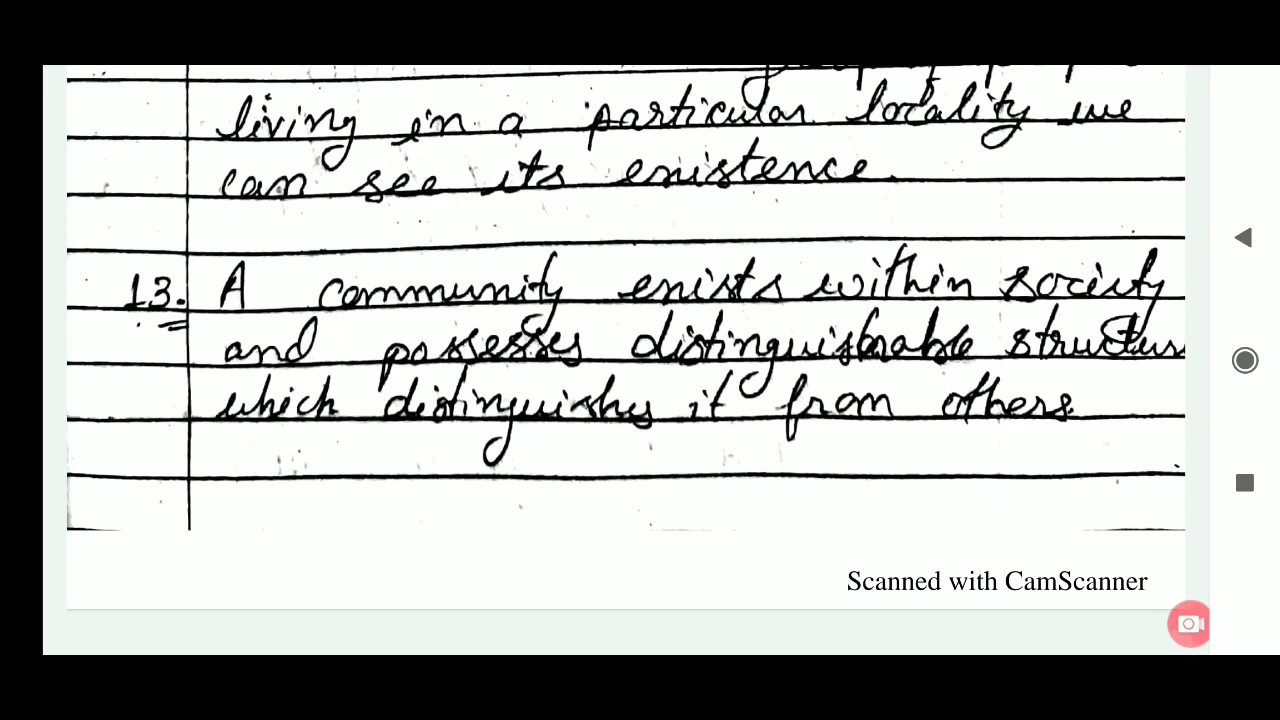 living in a particular locality we
can see its existence.
13. A community exists within society
and possesses distinguishable structure
which distinguishes it from others
Scanned with CamScanner